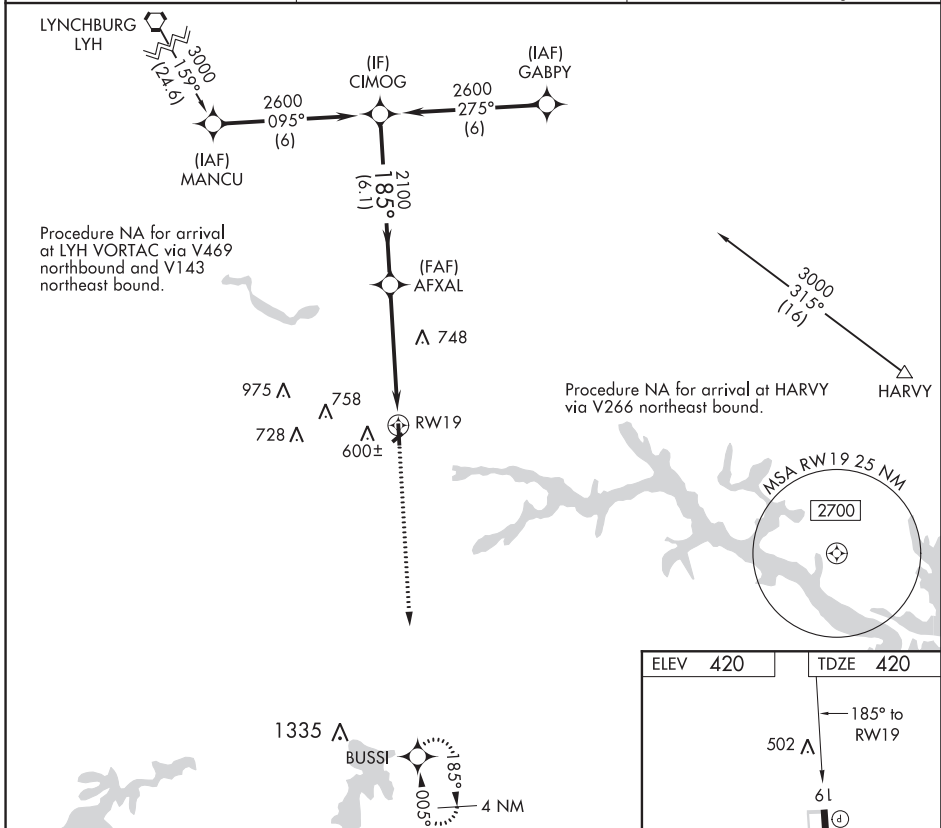 LYNCHBURG
LYH
3000
159°
(24.6)
(IAF)
MANCU
2600
095°
(6)
(IF)
CIMOG
2600
275°
(6)
(IAF)
GABPY
2100
185°
(6.1)
Procedure NA for arrival
at LYH VORTAC via V469
northbound and V143
northeast bound.
(FAF)
AFXAL
3000
315°
(16)
HARVY
748
975
758
728
600±
RW19
Procedure NA for arrival at HARVY
via V266 northeast bound.
MSA RW19 25 NM
2700
1335
BUSSI
185°
005°
4 NM
ELEV 420
TDZE 420
185° to
RW19
502
19
P